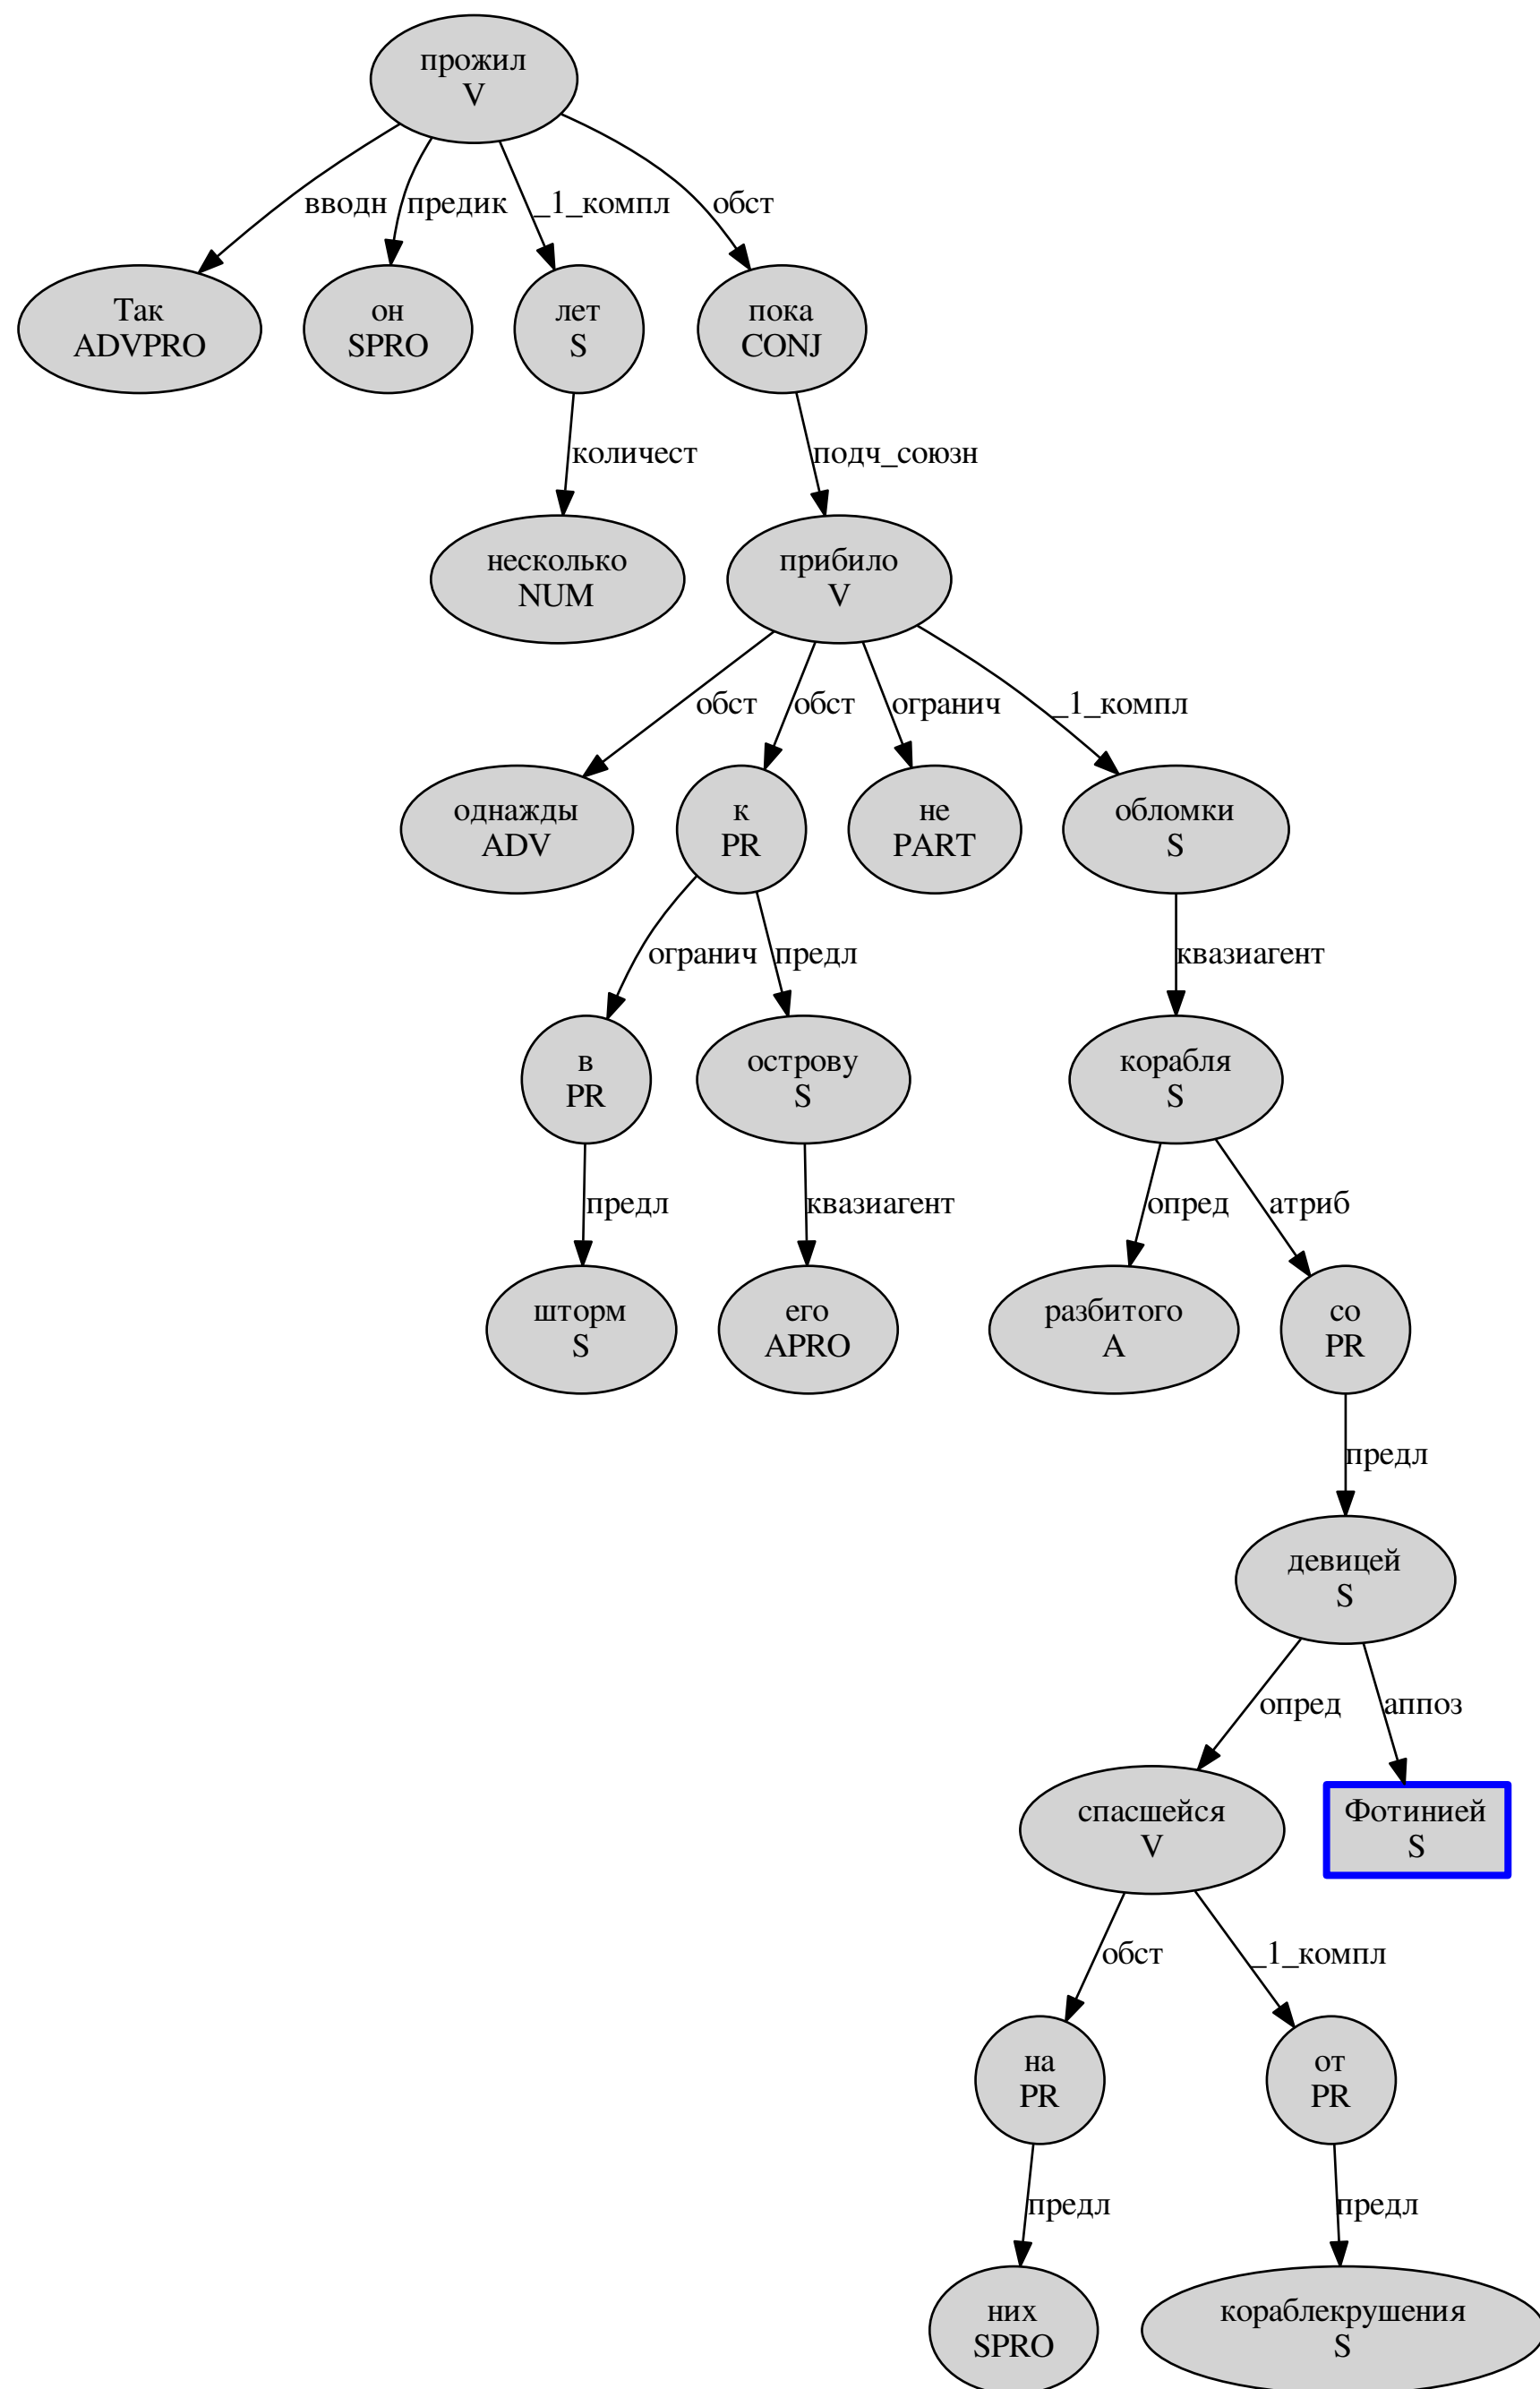 прожил
V
вводн предик _1_компл обст
Так
ADVPRO
он
SPRO
лет
S
пока
CONJ
количест
подч_союзн
несколько
NUM
прибило
V
обст обст огранич _1_компл
однажды
ADV
к
PR
не
PART
обломки
S
огранич предл квазиагент
в
PR
острову
S
корабля
S
предл квазиагент опред атриб
шторм
S
его
APRO
разбитого
A
со
PR
предл
девицей
S
опред аппоз
спасшейся
V
Фотинией
S
обст _1_компл
на
PR
от
PR
предл предл
них
SPRO
кораблекрушения
S